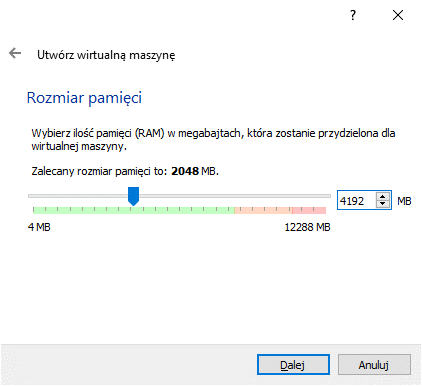 ?
Utwórz wirtualną maszynę
Rozmiar pamięci
Wybierz ilość pamięci (RAM) w megabajtach, która zostanie przydzielona dla
wirtualnej maszyny.
Zalecany rozmiar pamięci to: 2048 MB.
4192 MB
4 MB 12288 MB
Dalej Anuluj